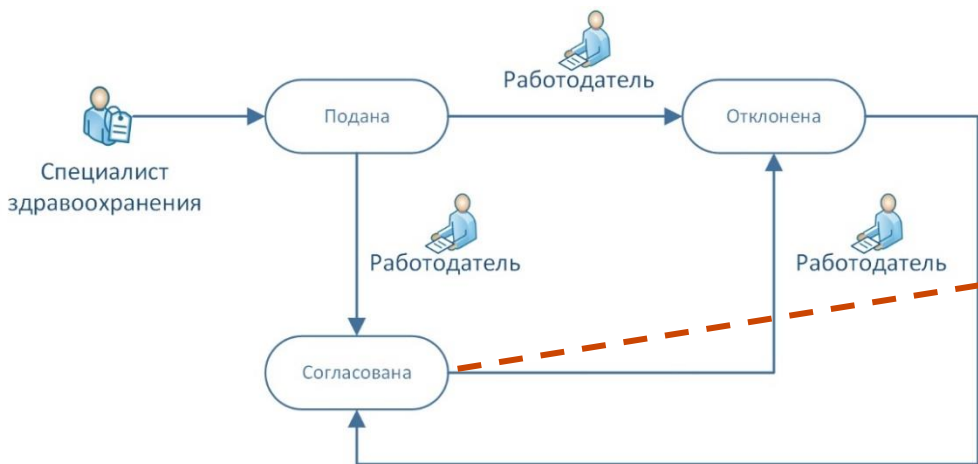 Работодатель
Подана
Отклонена
Специалист
здравоохранения
Работодатель
Работодатель
Согласована